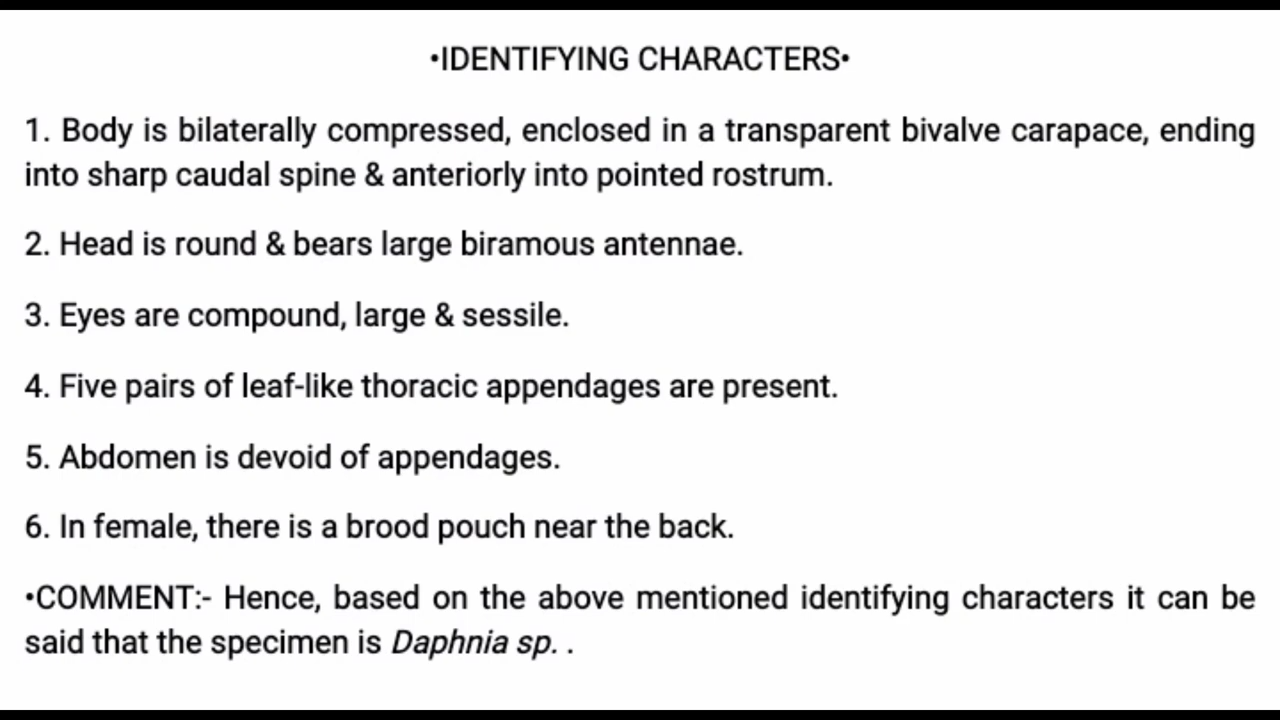 •IDENTIFYING CHARACTERS•
1. Body is bilaterally compressed, enclosed in a transparent bivalve carapace, ending
into sharp caudal spine & anteriorly into pointed rostrum.
2. Head is round & bears large biramous antennae.
3. Eyes are compound, large & sessile.
4. Five pairs of leaf-like thoracic appendages are present.
5. Abdomen is devoid of appendages.
6. In female, there is a brood pouch near the back.
•COMMENT:- Hence, based on the above mentioned identifying characters it can be
said that the specimen is Daphnia sp. .